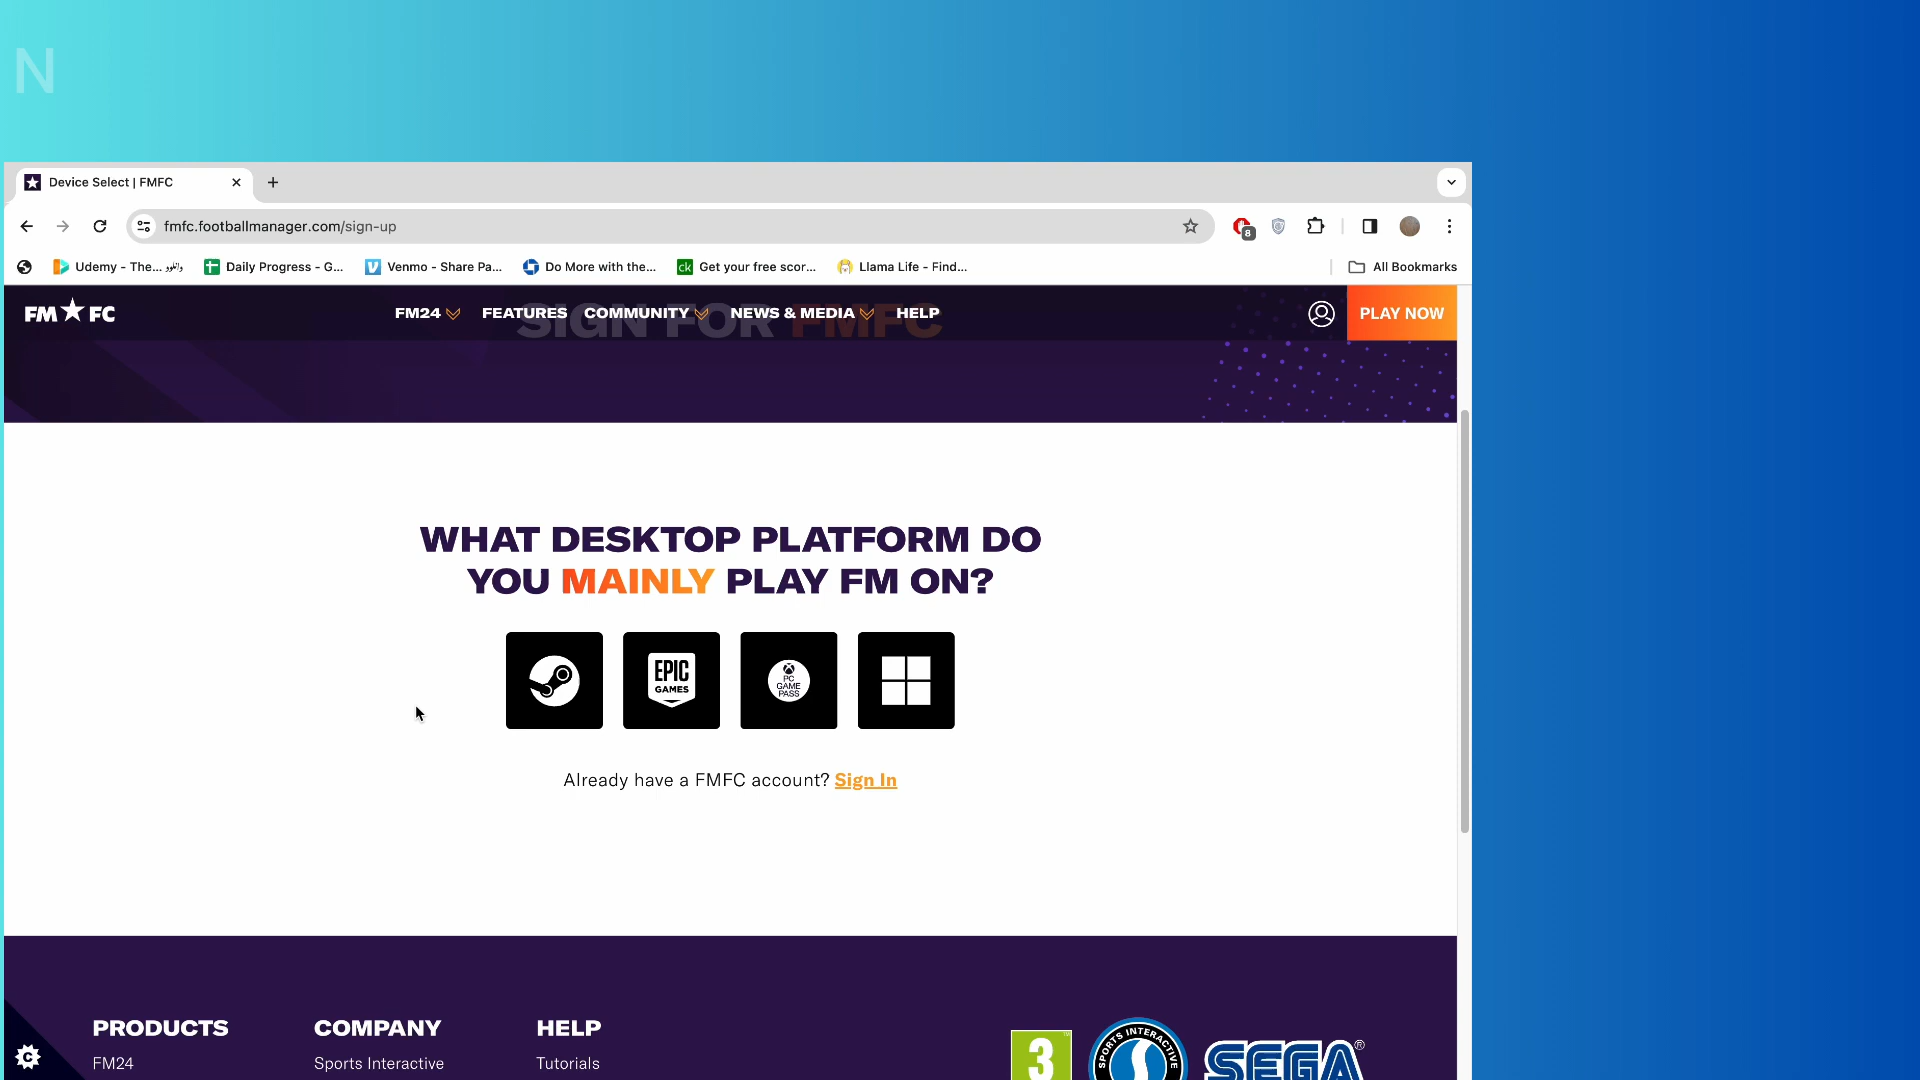 N
Device Select | FMFC
fmfc.footballmanager.com/sign-up
8
Udemy - The... والثلوو
Daily Progress - G...
Venmo - Share Pa...
Do More with the...
ck Get your free scor...
Llama Life - Find...
All Bookmarks
FM FC
FM24
FEATURES
COMMUNITY
NEWS & MEDIA
HELP
PLAY NOW
SIGN FOR FMFC
WHAT DESKTOP PLATFORM DO
YOU MAINLY PLAY FM ON?
EPIC
GAMES
PC
GAME
PASS
Already have a FMFC account? Sign In
PRODUCTS
COMPANY
HELP
FM24
Sports Interactive
Tutorials
C
3
SPORTS INTERACTIVE
SEGA®